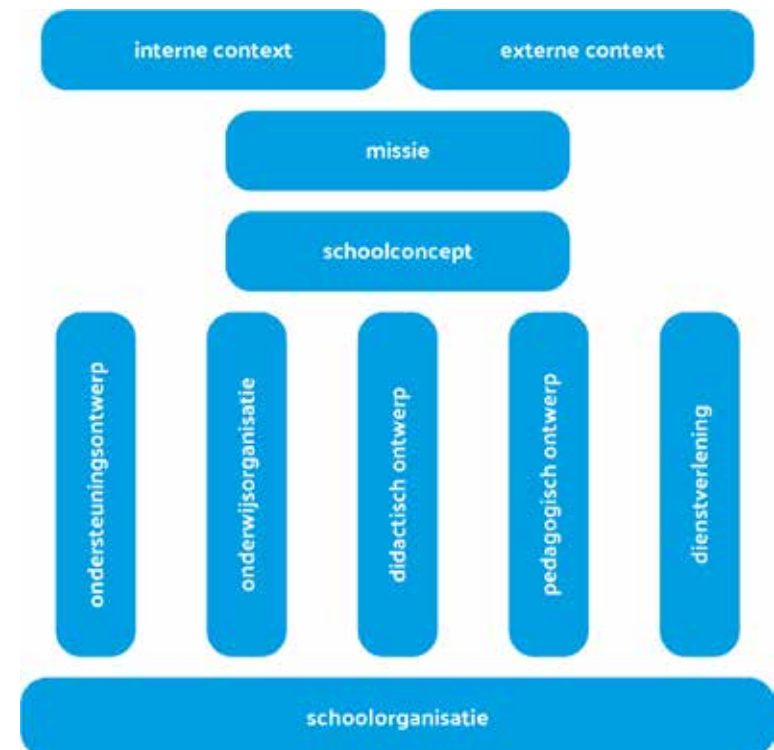 interne context
externe context
missie
schoolconcept
ondersteuningsontwerp
onderwijsorganisatie
didactisch ontwerp
pedagogisch ontwerp
dienstverlening
schoolorganisatie